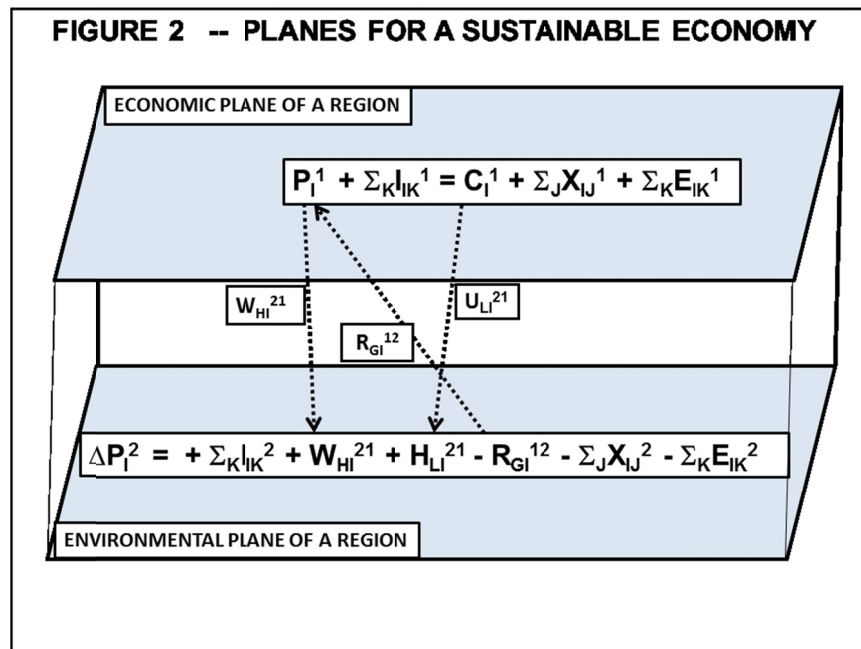 FIGURE 2 -- PLANES FOR A SUSTAINABLE ECONOMY
ECONOMIC PLANE OF A REGION
P_I^1 + Σ_K I_IK^1 = C_I^1 + Σ_J X_IJ^1 + Σ_K E_IK^1
W_HI^21
U_LI^21
R_GI^12
ΔP_I^2 = + Σ_K I_IK^2 + W_HI^21 + H_LI^21 - R_GI^12 - Σ_J X_IJ^2 - Σ_K E_IK^2
ENVIRONMENTAL PLANE OF A REGION